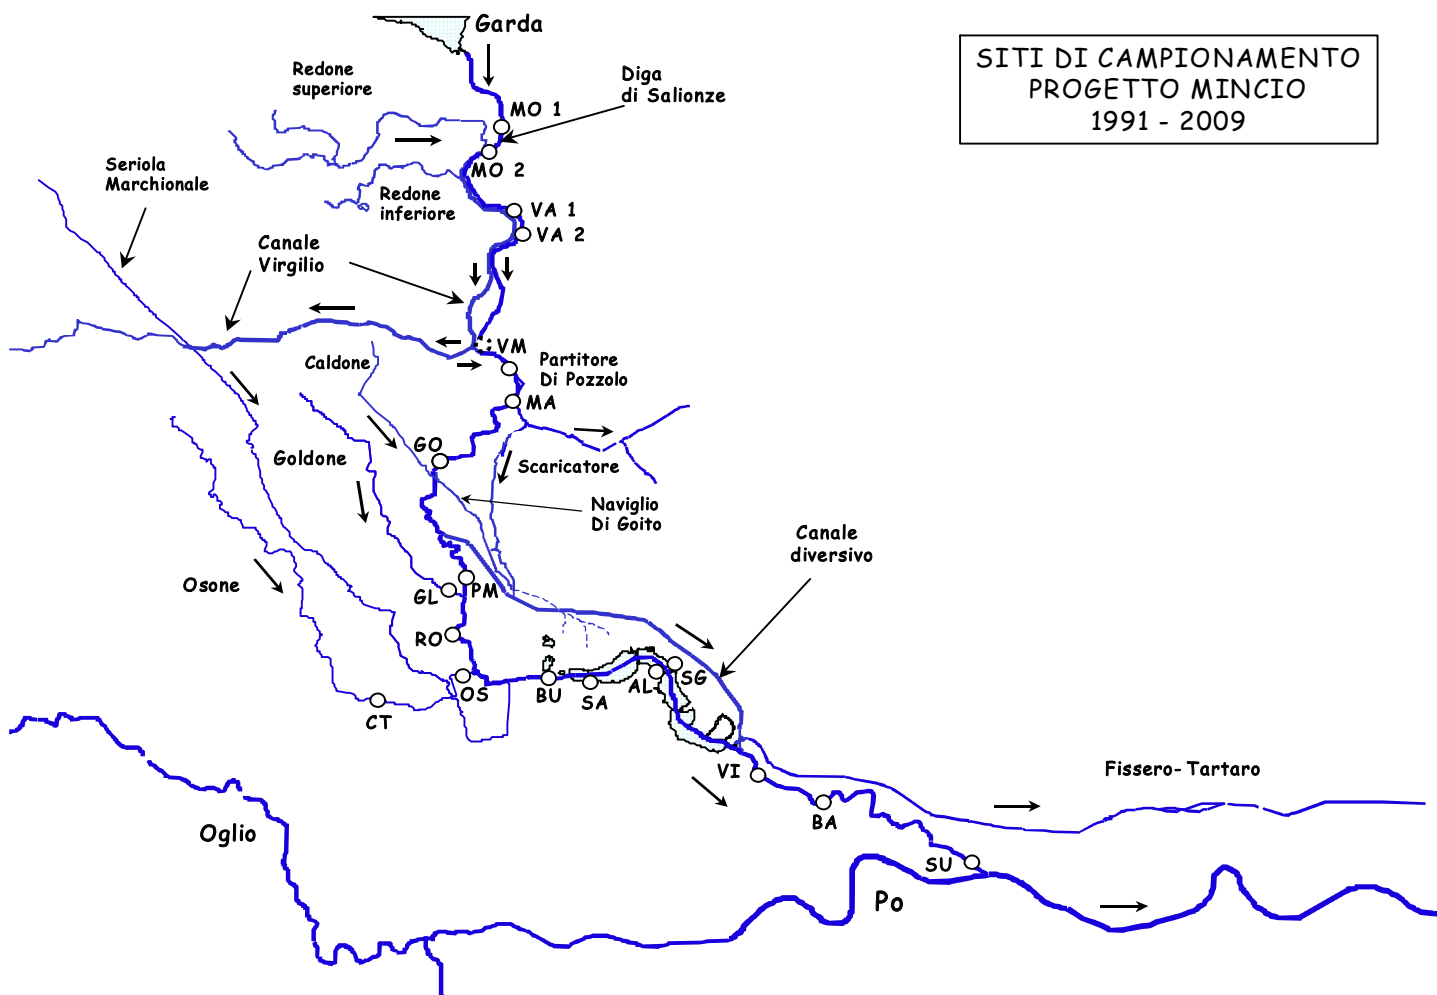 Garda
SITI DI CAMPIONAMENTO
PROGETTO MINCIO
1991 - 2009
Redone
superiore
Diga
di Salionze
MO 1
MO 2
Seriola
Marchionale
Redone
inferiore
VA 1
VA 2
Canale
Virgilio
VM
Caldone
Partitore
Di Pozzolo
MA
GO
Goldone
Scaricatore
Naviglio
Di Goito
Canale
diversivo
Osone
GL
PM
RO
OS
BU
SA
AL
SG
CT
VI
Fissero-Tartaro
BA
Oglio
SU
Po